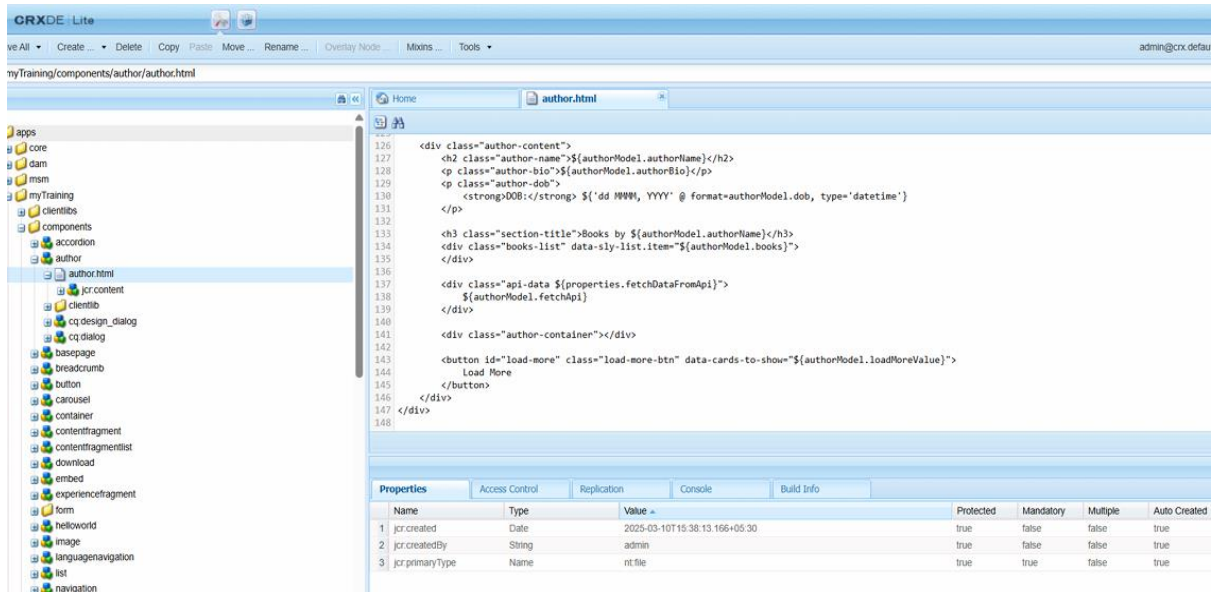 CRXDE Lite
ve All Create ... Delete Copy Paste Move ... Rename ... Overlay Node ... Mixins ... Tools admin@crx.defau
myTraining/components/author/author.html
Home author.html
apps
core
dam
msm
myTraining
clientlibs
components
accordion
author
author.html
jcr:content
clientlib
cq:design_dialog
cq:dialog
basepage
breadcrumb
button
carousel
container
contentfragment
contentfragmentlist
download
embed
experiencefragment
form
helloworld
image
languagenavigation
list
navigation
125
126 <div class="author-content">
127 <h2 class="author-name">${authorModel.authorName}</h2>
128 <p class="author-bio">${authorModel.authorBio}</p>
129 <p class="author-dob">
130 <strong>DOB:</strong> ${'dd MMMM, YYYY' @ format=authorModel.dob, type='datetime'}
131 </p>
132
133 <h3 class="section-title">Books by ${authorModel.authorName}</h3>
134 <div class="books-list" data-sly-list.item="${authorModel.books}">
135 </div>
136
137 <div class="api-data ${properties.fetchDataFromApi}">
138 ${authorModel.fetchApi}
139 </div>
140
141 <div class="author-container"></div>
142
143 <button id="load-more" class="load-more-btn" data-cards-to-show="${authorModel.loadMoreValue}">
144 Load More
145 </button>
146 </div>
147 </div>
148
Properties Access Control Replication Console Build Info
Name Type Value Protected Mandatory Multiple Auto Created
1 jcr:created Date 2025-03-10T15:38:13.166+05:30 true false false true
2 jcr:createdBy String admin true false false true
3 jcr:primaryType Name nt:file true true false true